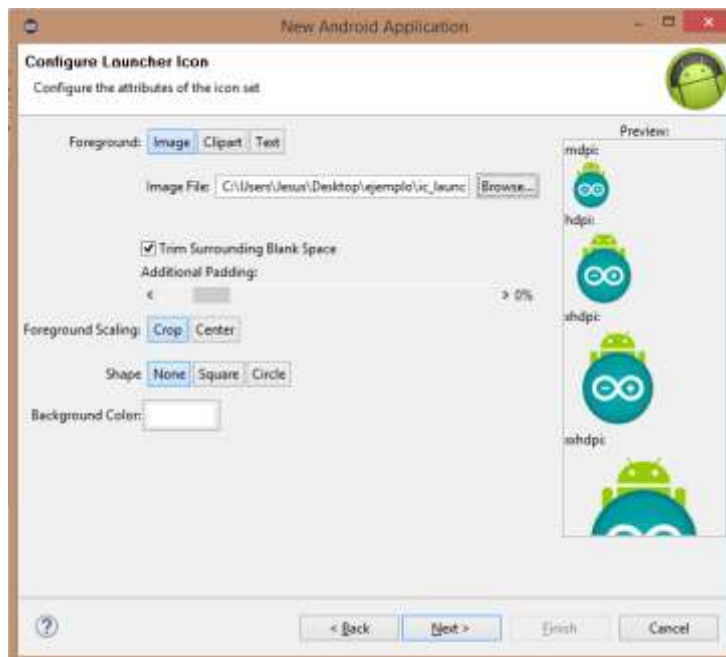 New Android Application
Configure Launcher Icon
Configure the attributes of the icon set
Foreground: Image Clipart Text
Image File: C:\Users\Jesus\Desktop\ejemplo\ic_launc Browse...
Trim Surrounding Blank Space
Additional Padding:
0%
Foreground Scaling: Crop Center
Shape None Square Circle
Background Color:
Preview:
mdpi:
hdpi:
xhdpi:
xxhdpi:
< Back Next > Finish Cancel